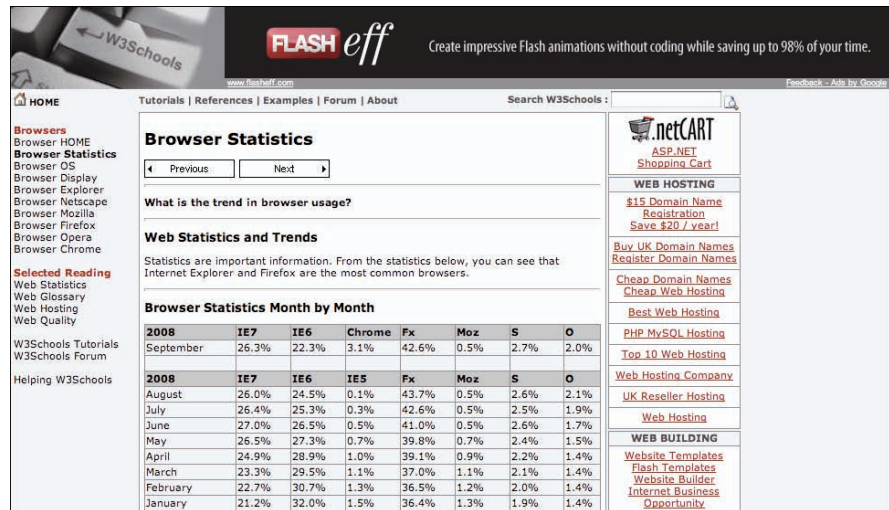 W3Schools
FLASH eff Create impressive Flash animations without coding while saving up to 98% of your time.
www.flasheff.com Feedback - Ads by Google
HOME
Tutorials | References | Examples | Forum | About Search W3Schools :
Browsers
Browser HOME
Browser Statistics
Browser OS
Browser Display
Browser Explorer
Browser Netscape
Browser Mozilla
Browser Firefox
Browser Opera
Browser Chrome
Selected Reading
Web Statistics
Web Glossary
Web Hosting
Web Quality
W3Schools Tutorials
W3Schools Forum
Helping W3Schools
Browser Statistics
Previous Next
What is the trend in browser usage?
Web Statistics and Trends
Statistics are important information. From the statistics below, you can see that
Internet Explorer and Firefox are the most common browsers.
Browser Statistics Month by Month
2008 IE7 IE6 Chrome Fx Moz S O
September 26.3% 22.3% 3.1% 42.6% 0.5% 2.7% 2.0%
2008 IE7 IE6 IE5 Fx Moz S O
August 26.0% 24.5% 0.1% 43.7% 0.5% 2.6% 2.1%
July 26.4% 25.3% 0.3% 42.6% 0.5% 2.5% 1.9%
June 27.0% 26.5% 0.5% 41.0% 0.5% 2.6% 1.7%
May 26.5% 27.3% 0.7% 39.8% 0.7% 2.4% 1.5%
April 24.9% 28.9% 1.0% 39.1% 0.9% 2.2% 1.4%
March 23.3% 29.5% 1.1% 37.0% 1.1% 2.1% 1.4%
February 22.7% 30.7% 1.3% 36.5% 1.2% 2.0% 1.4%
January 21.2% 32.0% 1.5% 36.4% 1.3% 1.9% 1.4%
.netCART
ASP.NET
Shopping Cart
WEB HOSTING
$15 Domain Name
Registration
Save $20 / year!
Buy UK Domain Names
Register Domain Names
Cheap Domain Names
Cheap Web Hosting
Best Web Hosting
PHP MySQL Hosting
Top 10 Web Hosting
Web Hosting Company
UK Reseller Hosting
Web Hosting
WEB BUILDING
Website Templates
Flash Templates
Website Builder
Internet Business
Opportunity